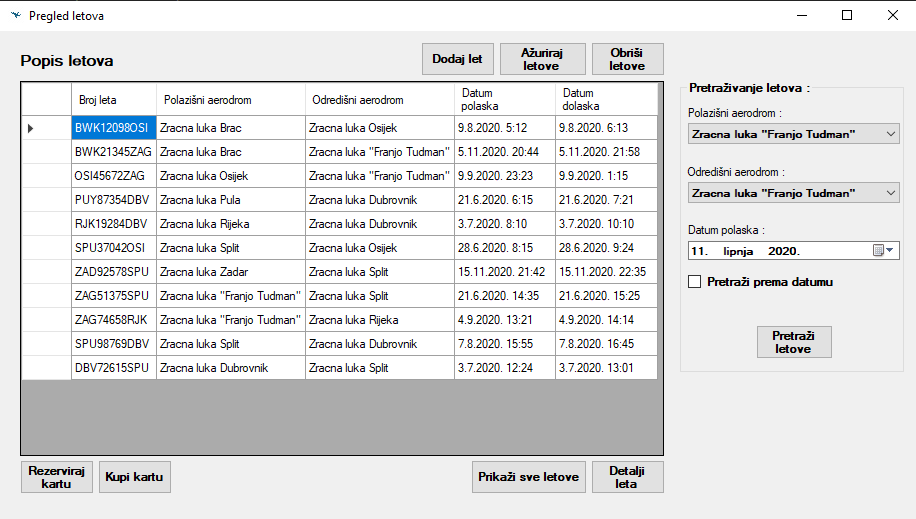 Pregled letova
Popis letova
Dodaj let
Ažuriraj
letove
Obriši
letove
Broj leta Polazišni aerodrom Odredišni aerodrom Datum polaska Datum dolaska
BWK12098OSI Zracna luka Brac Zracna luka Osijek 9.8.2020. 5:12 9.8.2020. 6:13
BWK21345ZAG Zracna luka Brac Zracna luka "Franjo Tudman" 5.11.2020. 20:44 5.11.2020. 21:58
OSI45672ZAG Zracna luka Osijek Zracna luka "Franjo Tudman" 9.9.2020. 23:23 9.9.2020. 1:15
PUY87354DBV Zracna luka Pula Zracna luka Dubrovnik 21.6.2020. 6:15 21.6.2020. 7:21
RJK19284DBV Zracna luka Rijeka Zracna luka Dubrovnik 3.7.2020. 8:10 3.7.2020. 10:10
SPU37042OSI Zracna luka Split Zracna luka Osijek 28.6.2020. 8:15 28.6.2020. 9:24
ZAD92578SPU Zracna luka Zadar Zracna luka Split 15.11.2020. 21:42 15.11.2020. 22:35
ZAG51375SPU Zracna luka "Franjo Tudman" Zracna luka Split 21.6.2020. 14:35 21.6.2020. 15:25
ZAG74658RJK Zracna luka "Franjo Tudman" Zracna luka Rijeka 4.9.2020. 13:21 4.9.2020. 14:14
SPU98769DBV Zracna luka Split Zracna luka Dubrovnik 7.8.2020. 15:55 7.8.2020. 16:45
DBV72615SPU Zracna luka Dubrovnik Zracna luka Split 3.7.2020. 12:24 3.7.2020. 13:01
Rezerviraj
kartu
Kupi kartu
Prikaži sve letove
Detalji
leta
Pretraživanje letova :
Polazišni aerodrom :
Zracna luka "Franjo Tudman"
Odredišni aerodrom :
Zracna luka "Franjo Tudman"
Datum polaska :
11. lipnja 2020.
Pretraži prema datumu
Pretraži
letove